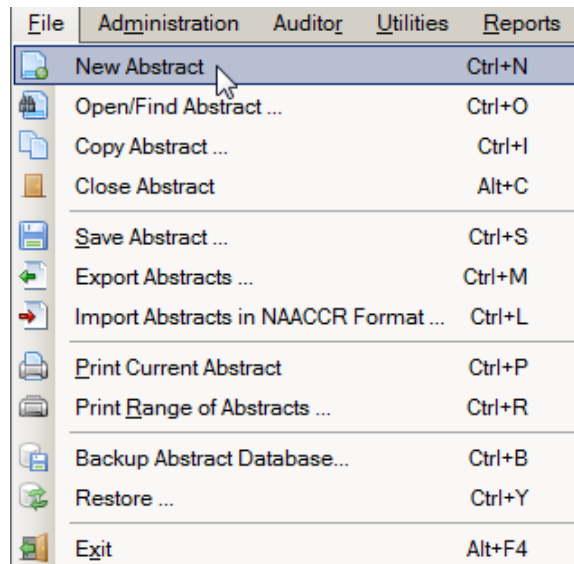 File Administration Auditor Utilities Reports
New Abstract Ctrl+N
Open/Find Abstract ... Ctrl+O
Copy Abstract ... Ctrl+I
Close Abstract Alt+C
Save Abstract ... Ctrl+S
Export Abstracts ... Ctrl+M
Import Abstracts in NAACCR Format ... Ctrl+L
Print Current Abstract Ctrl+P
Print Range of Abstracts ... Ctrl+R
Backup Abstract Database... Ctrl+B
Restore ... Ctrl+Y
Exit Alt+F4